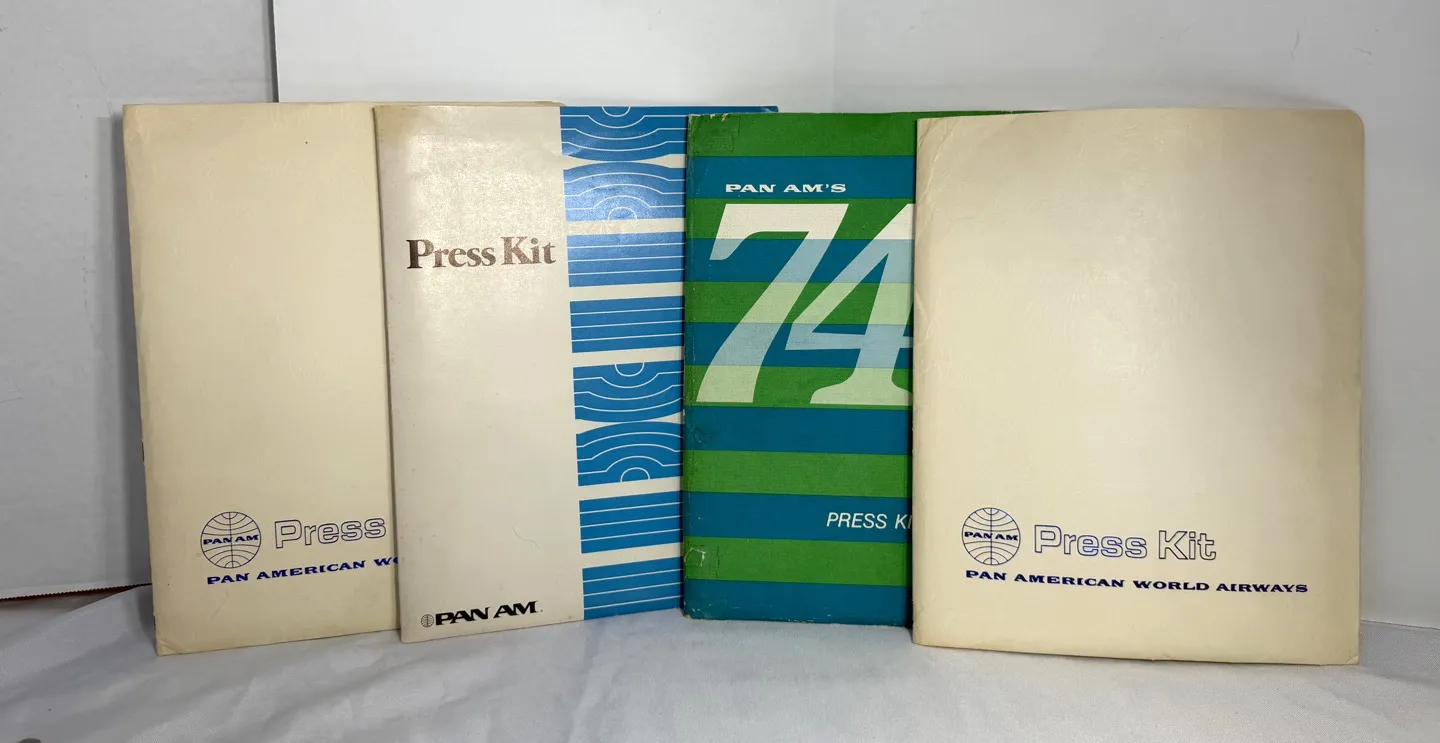 PAN AM
Press
PAN AMERICAN WO
Press Kit
PAN AM.
PAN AM'S
74
PRESS KI
PAN AM
Press Kit
PAN AMERICAN WORLD AIRWAYS